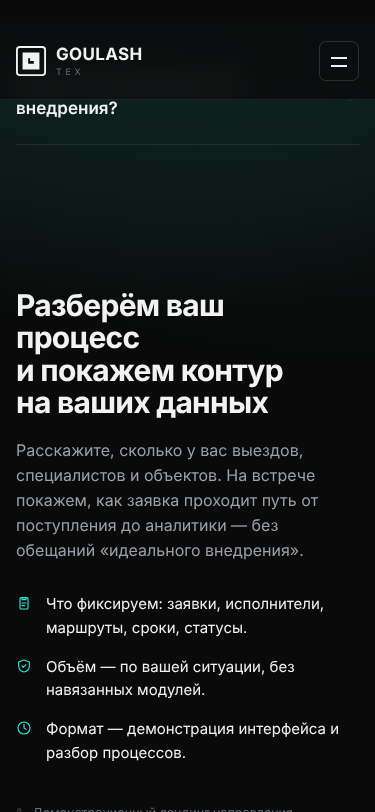 GOULASH
TEX
внедрения?
Разберём ваш
процесс
и покажем контур
на ваших данных
Расскажите, сколько у вас выездов,
специалистов и объектов. На встрече
покажем, как заявка проходит путь от
поступления до аналитики — без
обещаний «идеального внедрения».
Что фиксируем: заявки, исполнители,
маршруты, сроки, статусы.
Объём — по вашей ситуации, без
навязанных модулей.
Формат — демонстрация интерфейса и
разбор процессов.